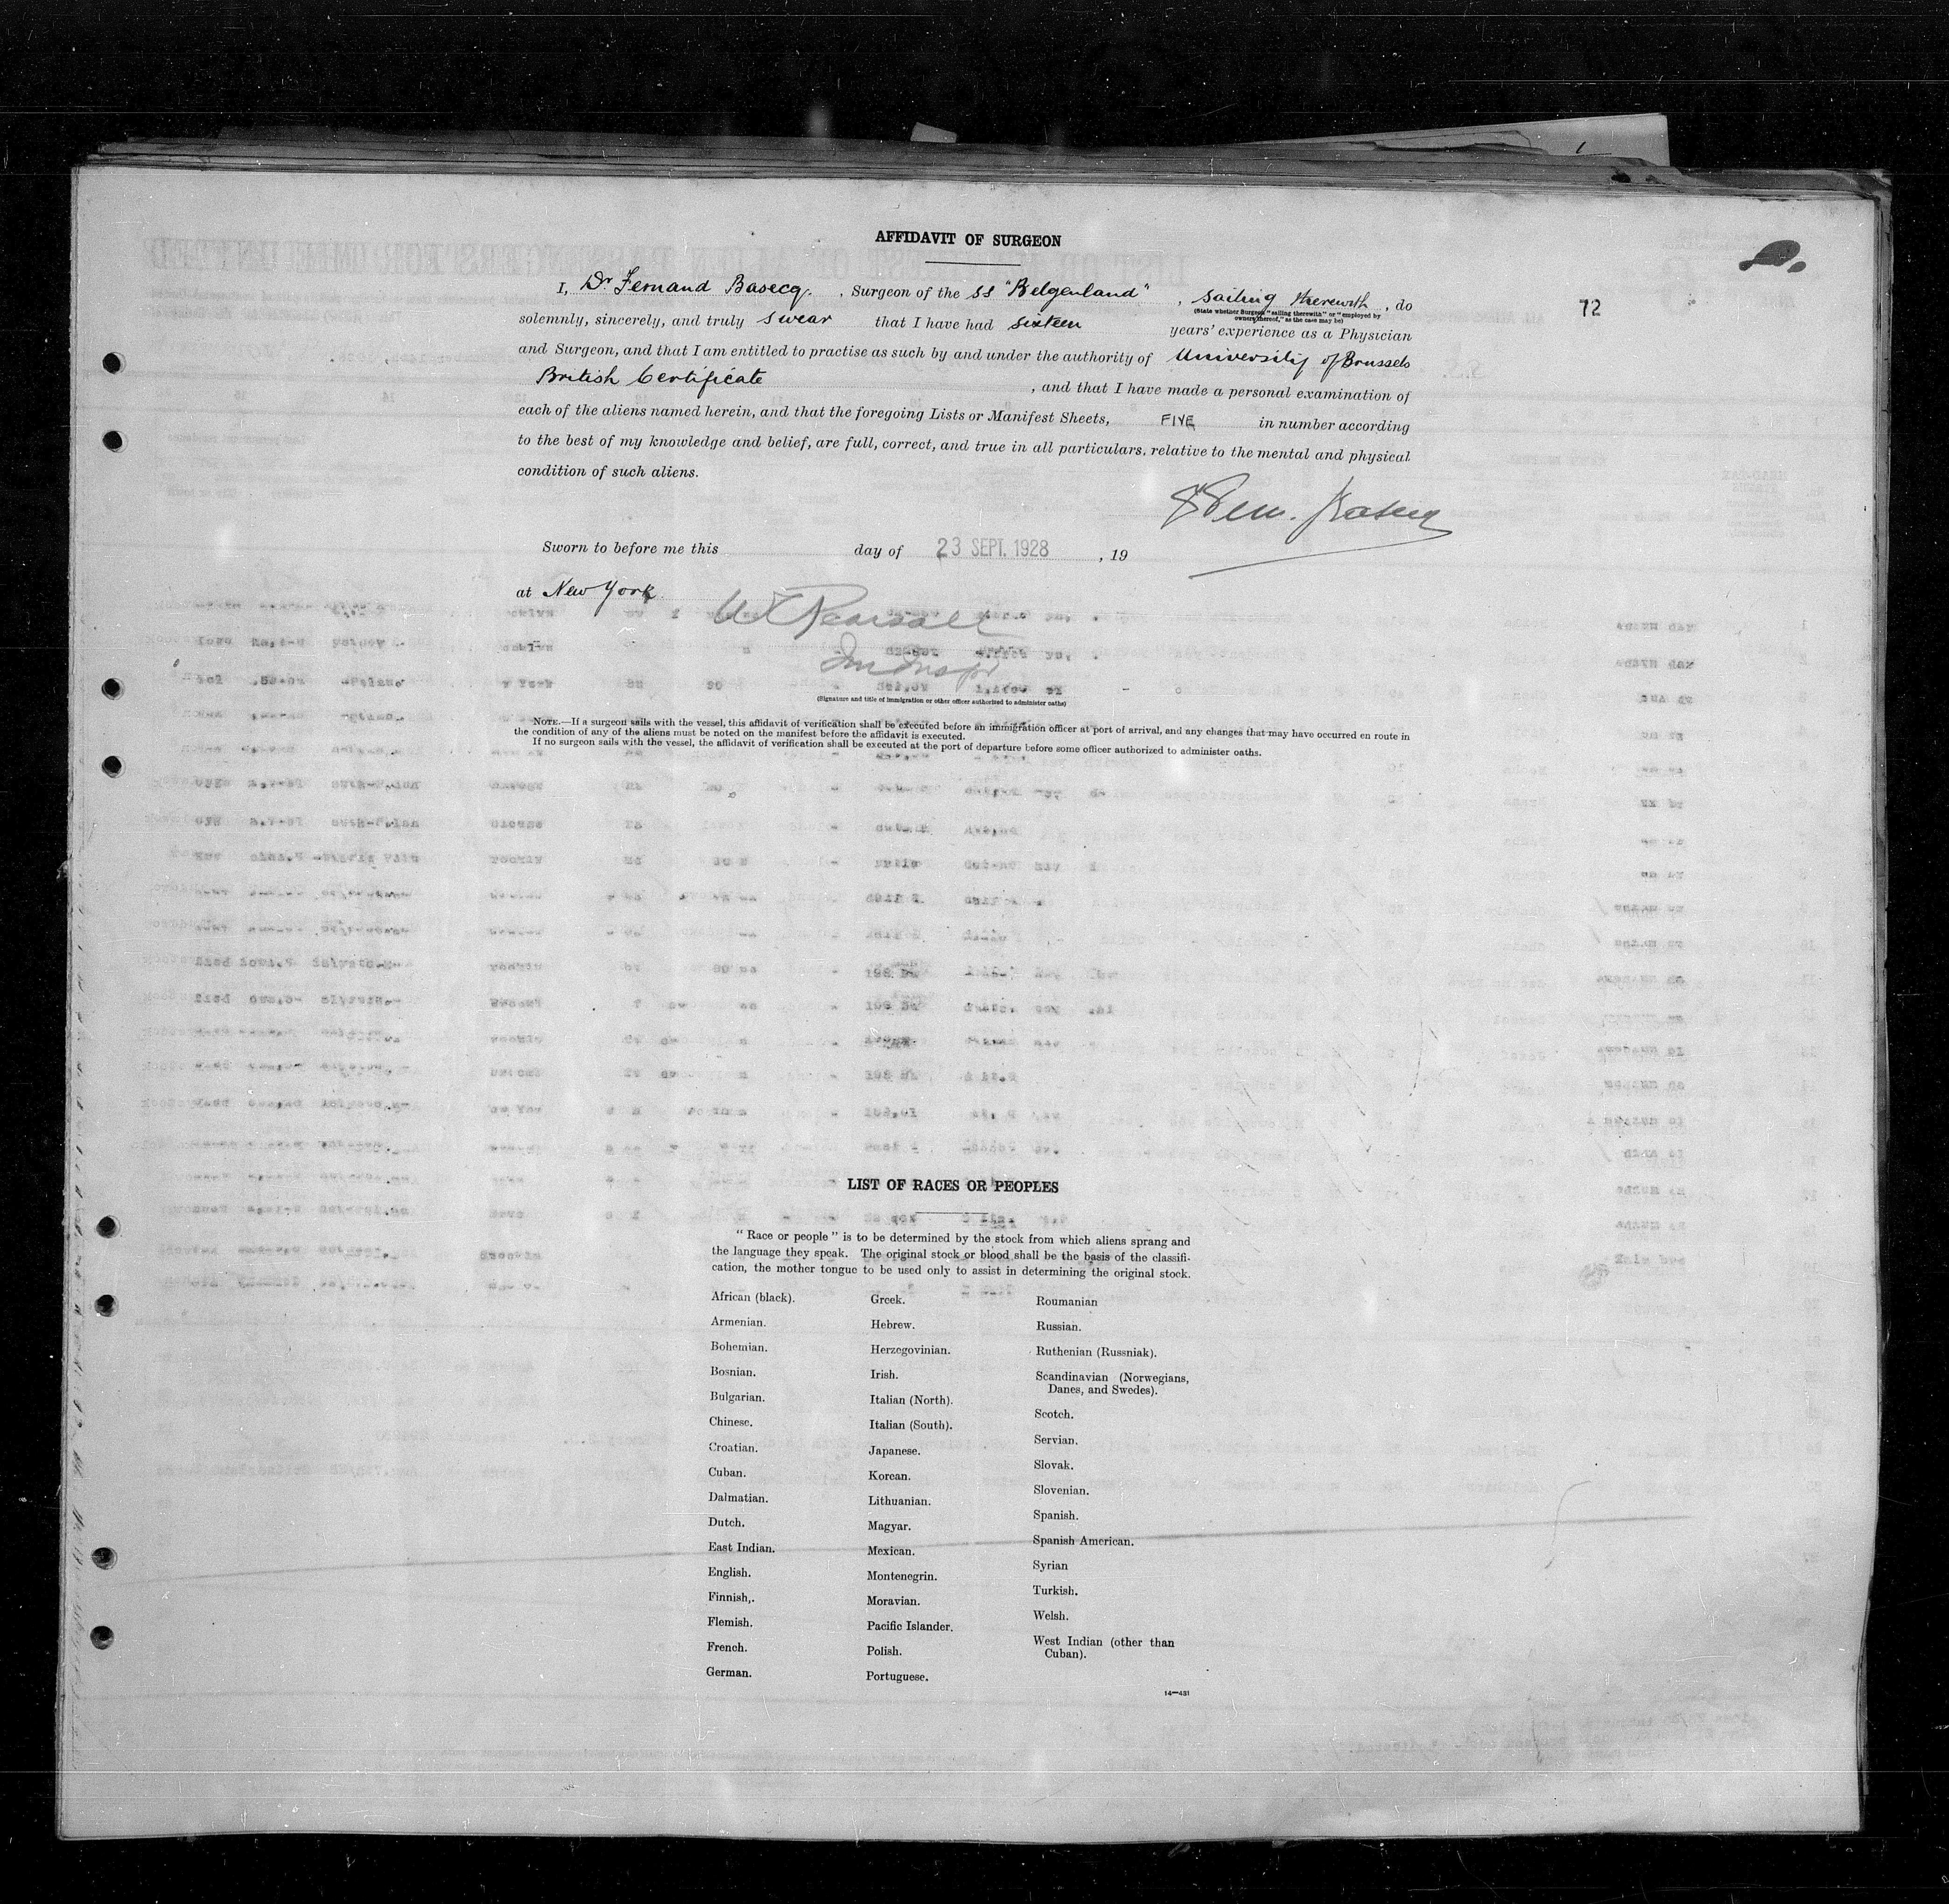 AFFIDAVIT OF SURGEON
72
I, Dr Fernand Basecq, Surgeon of the SS "Belgenland", sailing therewith, do
(State whether Surgeon "sailing therewith" or "employed by
owners thereof," as the case may be)
solemnly, sincerely, and truly swear that I have had sixteen years' experience as a Physician
and Surgeon, and that I am entitled to practise as such by and under the authority of University of Brussels
British Certificate, and that I have made a personal examination of
each of the aliens named herein, and that the foregoing Lists or Manifest Sheets, FIVE in number according
to the best of my knowledge and belief, are full, correct, and true in all particulars, relative to the mental and physical
condition of such aliens.
Sworn to before me this day of 23 SEPT. 1928, 19
at New York
(Signature and title of immigration or other officer authorized to administer oaths)
NOTE.—If a surgeon sails with the vessel, this affidavit of verification shall be executed before an immigration officer at port of arrival, and any changes that may have occurred en route in
the condition of any of the aliens must be noted on the manifest before the affidavit is executed.
If no surgeon sails with the vessel, the affidavit of verification shall be executed at the port of departure before some officer authorized to administer oaths.
LIST OF RACES OR PEOPLES
"Race or people" is to be determined by the stock from which aliens sprang and
the language they speak. The original stock or blood shall be the basis of the classifi-
cation, the mother tongue to be used only to assist in determining the original stock.
African (black).
Armenian.
Bohemian.
Bosnian.
Bulgarian.
Chinese.
Croatian.
Cuban.
Dalmatian.
Dutch.
East Indian.
English.
Finnish,.
Flemish.
French.
German.
Greek.
Hebrew.
Herzegovinian.
Irish.
Italian (North).
Italian (South).
Japanese.
Korean.
Lithuanian.
Magyar.
Mexican.
Montenegrin.
Moravian.
Pacific Islander.
Polish.
Portuguese.
Roumanian
Russian.
Ruthenian (Russniak).
Scandinavian (Norwegians,
Danes, and Swedes).
Scotch.
Servian.
Slovak.
Slovenian.
Spanish.
Spanish American.
Syrian
Turkish.
Welsh.
West Indian (other than
Cuban).
14—431